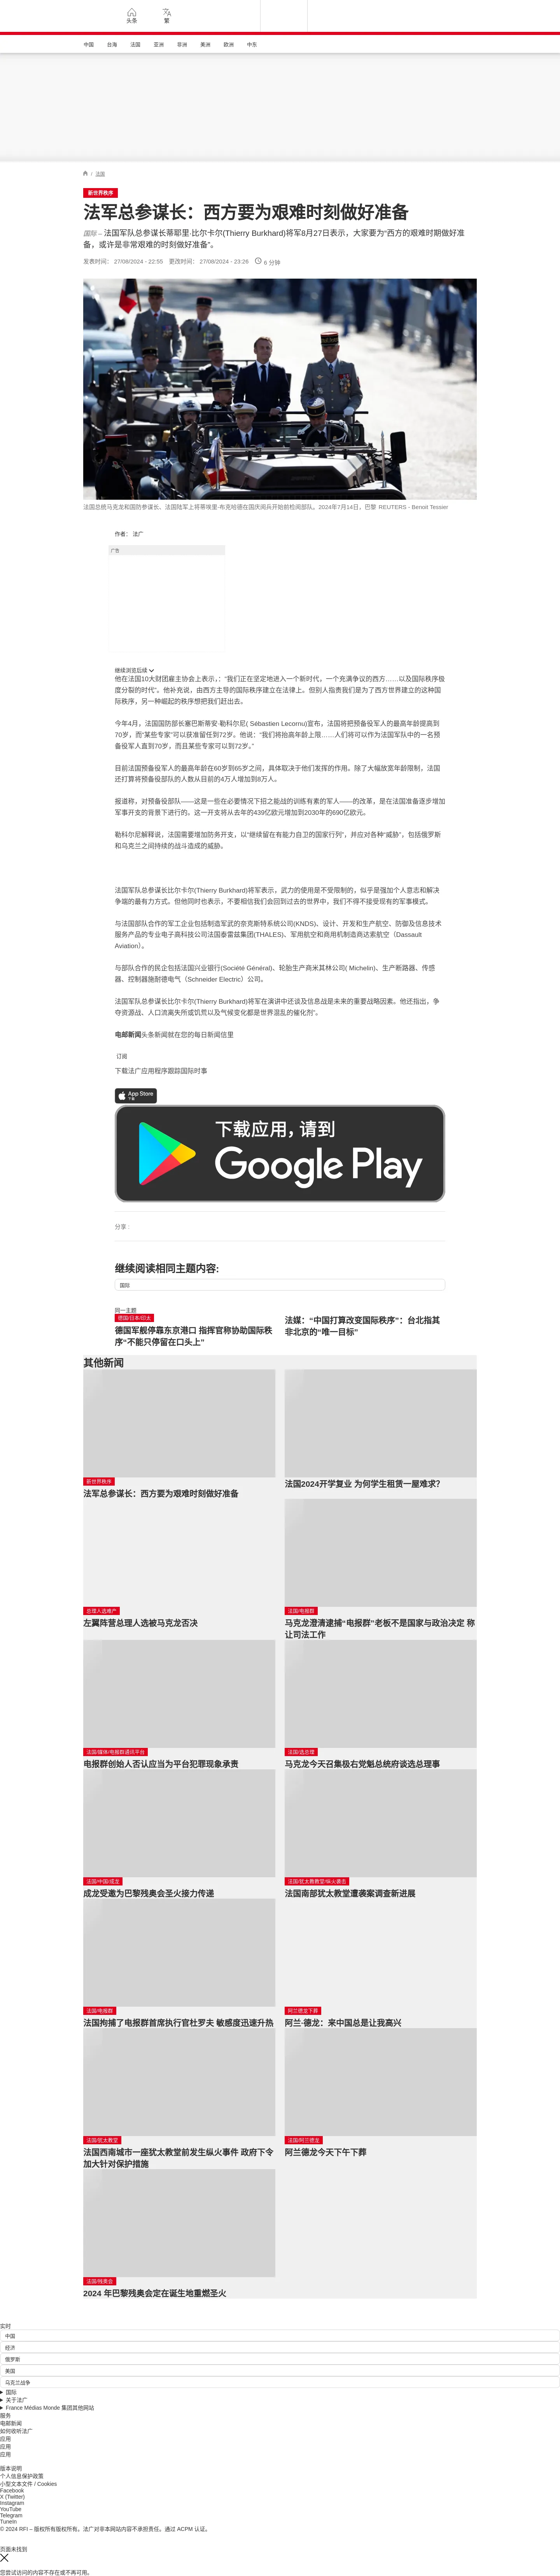 头条
繁
中国
台海
法国
亚洲
非洲
美洲
欧洲
中东
/ 法国
新世界秩序
法军总参谋长：西方要为艰难时刻做好准备
国际 – 法国军队总参谋长蒂耶里·比尔卡尔(Thierry Burkhard)将军8月27日表示，大家要为“西方的艰难时期做好准
备，或许是非常艰难的时刻做好准备”。
发表时间： 27/08/2024 - 22:55 更改时间： 27/08/2024 - 23:26 6 分钟
法国总统马克龙和国防参谋长、法国陆军上将蒂埃里-布克哈德在国庆阅兵开始前检阅部队。2024年7月14日，巴黎 REUTERS - Benoit Tessier
作者： 法广
广告
继续浏览后续
他在法国10大财团雇主协会上表示,：“我们正在坚定地进入一个新时代，一个充满争议的西方……以及国际秩序极
度分裂的时代”。他补充说，由西方主导的国际秩序建立在法律上。但别人指责我们是为了西方世界建立的这种国
际秩序，另一种崛起的秩序想把我们赶出去。
今年4月，法国国防部长塞巴斯蒂安·勒科尔尼( Sébastien Lecornu)宣布，法国将把预备役军人的最高年龄提高到
70岁，而“某些专家”可以获准留任到72岁。他说：“我们将抬高年龄上限……人们将可以作为法国军队中的一名预
备役军人直到70岁，而且某些专家可以到72岁。”
目前法国预备役军人的最高年龄在60岁到65岁之间，具体取决于他们发挥的作用。除了大幅放宽年龄限制，法国
还打算将预备役部队的人数从目前的4万人增加到8万人。
报道称，对预备役部队——这是一些在必要情况下招之能战的训练有素的军人——的改革，是在法国准备逐步增加
军事开支的背景下进行的。这一开支将从去年的439亿欧元增加到2030年的690亿欧元。
勒科尔尼解释说，法国需要增加防务开支，以“继续留在有能力自卫的国家行列”，并应对各种“威胁”，包括俄罗斯
和乌克兰之间持续的战斗造成的威胁。
法国军队总参谋长比尔卡尔(Thierry Burkhard)将军表示，武力的使用是不受限制的，似乎是强加个人意志和解决
争端的最有力方式。但他同时也表示，不要相信我们会回到过去的世界中，我们不得不接受现有的军事模式。
与法国部队合作的军工企业包括制造军武的奈克斯特系统公司(KNDS)、设计、开发和生产航空、防御及信息技术
服务产品的专业电子高科技公司法国泰雷兹集团(THALES)、军用航空和商用机制造商达索航空（Dassault
Aviation）。
与部队合作的民企包括法国兴业银行(Société Général)、轮胎生产商米其林公司( Michelin)、生产断路器、传感
器、控制器施耐德电气（Schneider Electric）公司。
法国军队总参谋长比尔卡尔(Thierry Burkhard)将军在演讲中还谈及信息战是未来的重要战略因素。他还指出，争
夺资源战、人口流离失所或饥荒以及气候变化都是世界混乱的催化剂”。
电邮新闻头条新闻就在您的每日新闻信里
订阅
下载法广应用程序跟踪国际时事
App Store
下载
下载应用，请到
Google Play
分享 :
继续阅读相同主题内容:
国际
同一主题
德国/日本/印太
德国军舰停靠东京港口 指挥官称协助国际秩
序“不能只停留在口头上”
法媒：“中国打算改变国际秩序”：台北指其
非北京的“唯一目标”
其他新闻
新世界秩序
法军总参谋长：西方要为艰难时刻做好准备
法国2024开学复业 为何学生租赁一屋难求?
总理人选难产
左翼阵营总理人选被马克龙否决
法国/电报群
马克龙澄清逮捕“电报群”老板不是国家与政治决定 称
让司法工作
法国/媒体/电报群通讯平台
电报群创始人否认应当为平台犯罪现象承责
法国/选总理
马克龙今天召集极右党魁总统府谈选总理事
法国/中国/成龙
成龙受邀为巴黎残奥会圣火接力传递
法国/犹太教教堂/纵火袭击
法国南部犹太教堂遭袭案调查新进展
法国/电报群
法国拘捕了电报群首席执行官杜罗夫 敏感度迅速升热
阿兰德龙下葬
阿兰·德龙：来中国总是让我高兴
法国/犹太教堂
法国西南城市一座犹太教堂前发生纵火事件 政府下令
加大针对保护措施
法国/阿兰德龙
阿兰德龙今天下午下葬
法国/残奥会
2024 年巴黎残奥会定在诞生地重燃圣火
实时
中国
经济
俄罗斯
美国
乌克兰战争
国际
关于法广
France Médias Monde 集团其他网站
服务
电邮新闻
如何收听法广
应用
应用
应用
版本说明
个人信息保护政策
小型文本文件 / Cookies
Facebook
X (Twitter)
Instagram
YouTube
Telegram
TuneIn
© 2024 RFI – 版权所有版权所有。法广对非本网站内容不承担责任。通过 ACPM 认证。
页面未找到
您尝试访问的内容不存在或不再可用。